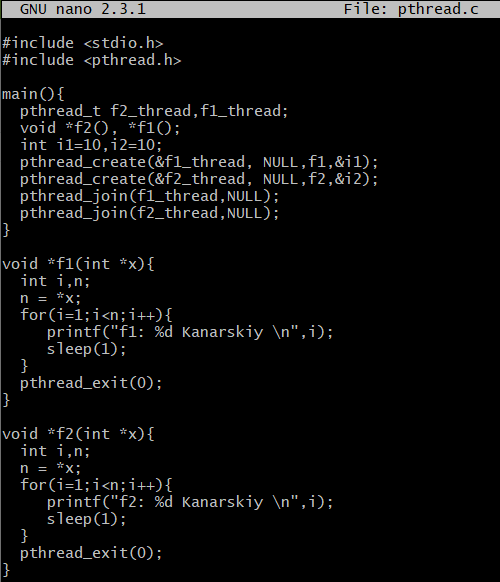 GNU nano 2.3.1 File: pthread.c
#include <stdio.h>
#include <pthread.h>
main(){
pthread_t f2_thread,f1_thread;
void *f2(), *f1();
int i1=10,i2=10;
pthread_create(&f1_thread, NULL,f1,&i1);
pthread_create(&f2_thread, NULL,f2,&i2);
pthread_join(f1_thread,NULL);
pthread_join(f2_thread,NULL);
}
void *f1(int *x){
int i,n;
n = *x;
for(i=1;i<n;i++){
printf("f1: %d Kanarskiy \n",i);
sleep(1);
}
pthread_exit(0);
}
void *f2(int *x){
int i,n;
n = *x;
for(i=1;i<n;i++){
printf("f2: %d Kanarskiy \n",i);
sleep(1);
}
pthread_exit(0);
}